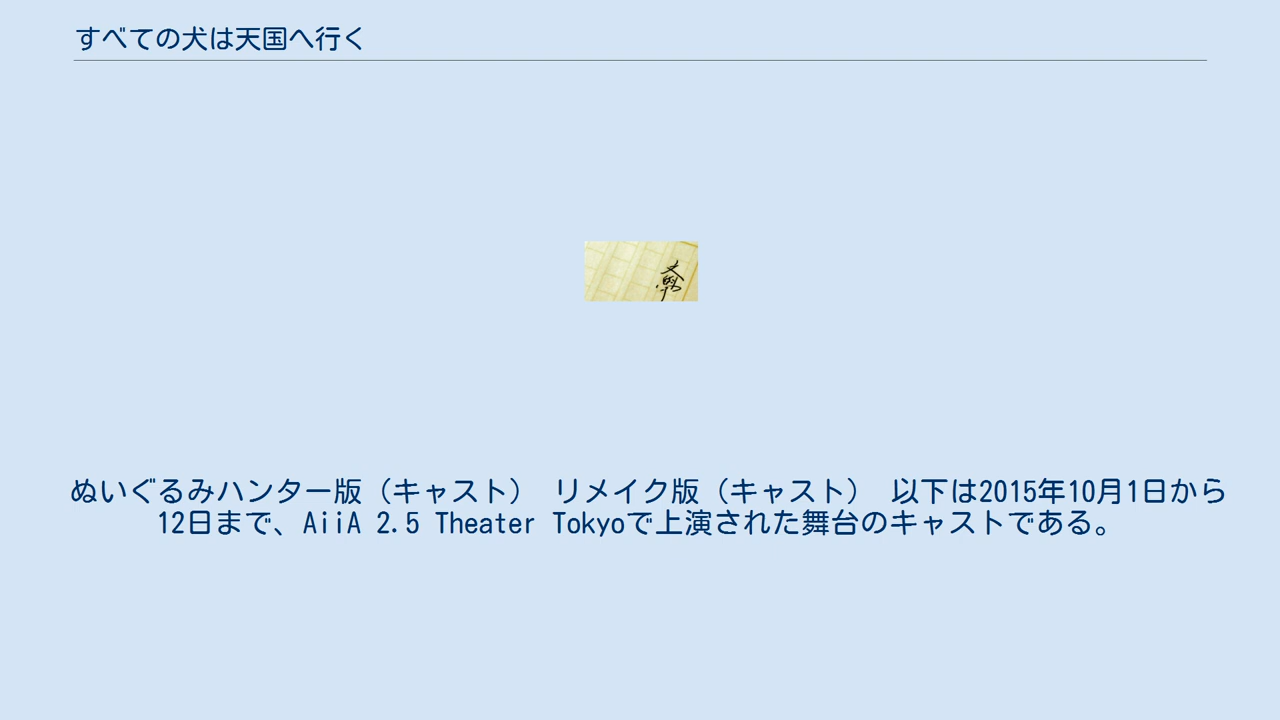 すべての犬は天国へ行く
ぬいぐるみハンター版（キャスト） リメイク版（キャスト） 以下は2015年10月1日から
12日まで、AiiA 2.5 Theater Tokyoで上演された舞台のキャストである。